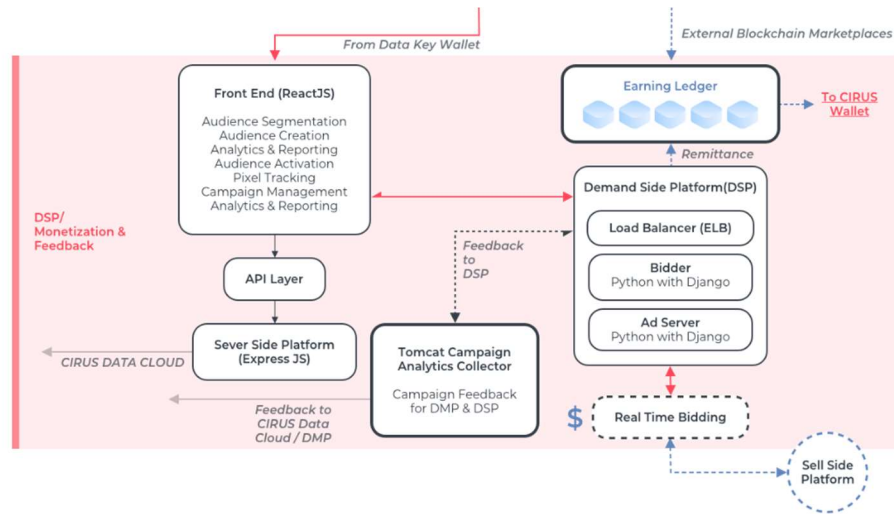 From Data Key Wallet
External Blockchain Marketplaces
Front End (ReactJS)
Audience Segmentation
Audience Creation
Analytics & Reporting
Audience Activation
Pixel Tracking
Campaign Management
Analytics & Reporting
Earning Ledger
To CIRUS
Wallet
Remittance
Demand Side Platform(DSP)
Load Balancer (ELB)
Bidder
Python with Django
Ad Server
Python with Django
DSP/
Monetization &
Feedback
Feedback
to
DSP
API Layer
Sever Side Platform
(Express JS)
CIRUS DATA CLOUD
Tomcat Campaign
Analytics Collector
Campaign Feedback
for DMP & DSP
Feedback to
CIRUS Data
Cloud / DMP
$
Real Time Bidding
Sell Side
Platform